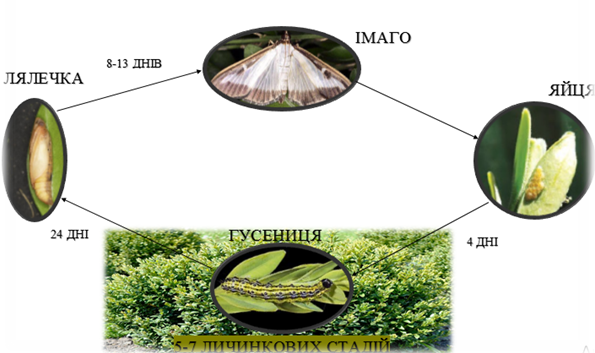 ІМАГО
8-13 ДНІВ
ЛЯЛЕЧКА
ЯЙЦЯ
ГУСЕНИЦЯ
24 ДНІ
4 ДНІ
5-7 ЛИЧИНКОВИХ СТАДІЙ